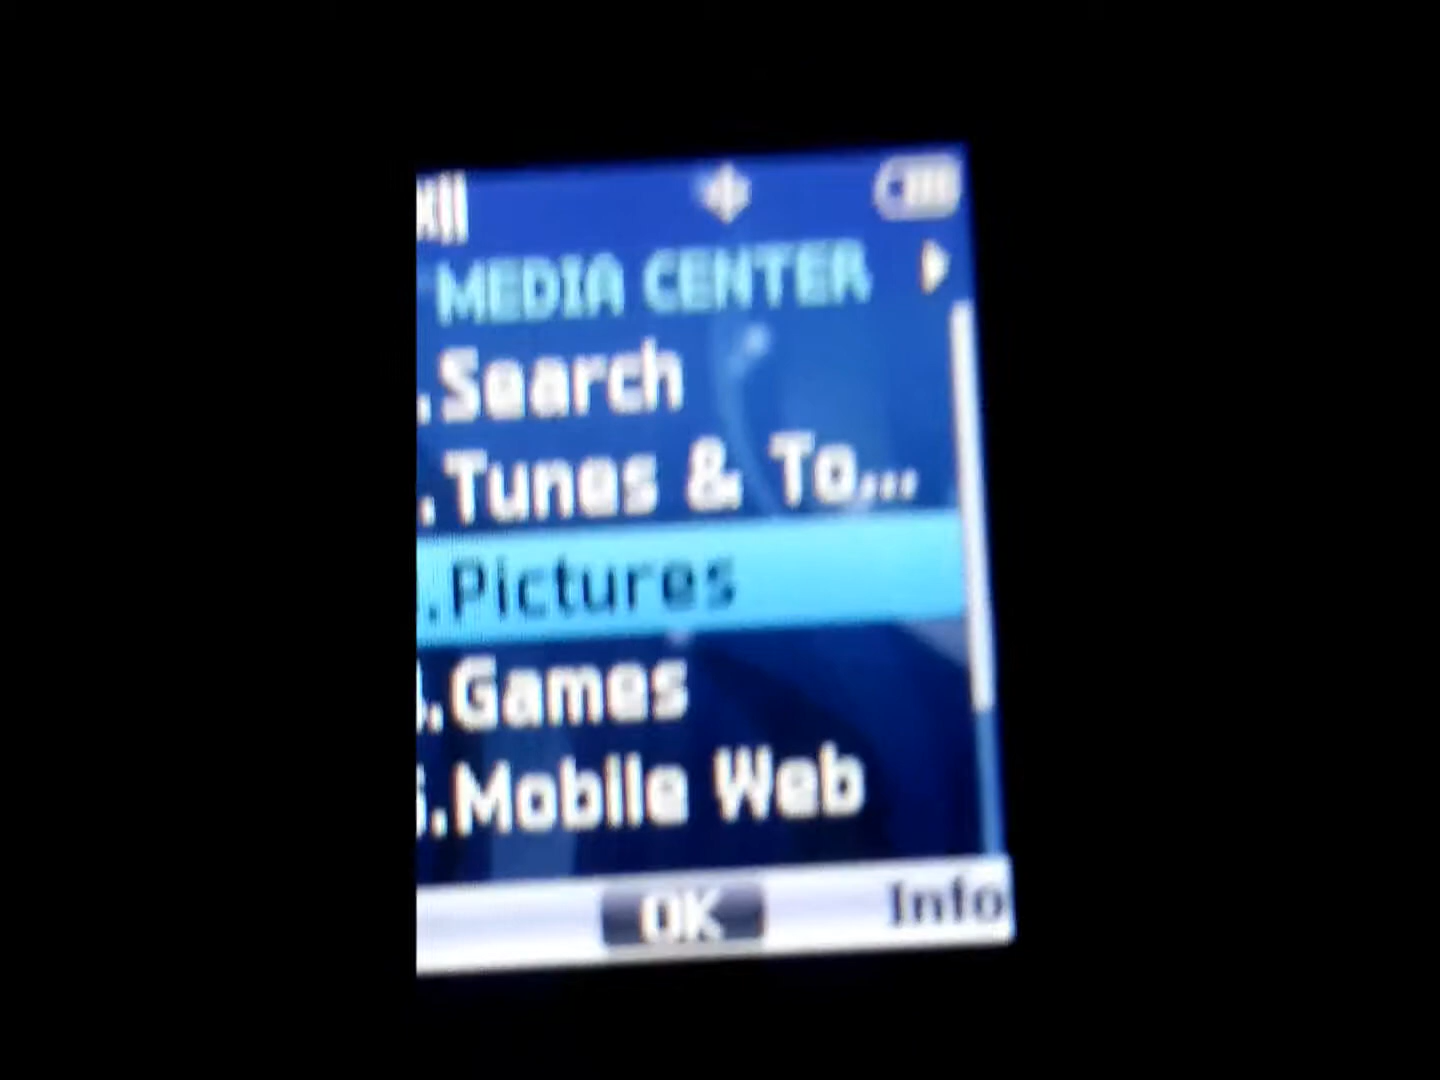 MEDIA CENTER
.Search
.Tunes & To...
.Pictures
.Games
.Mobile Web
OK Info